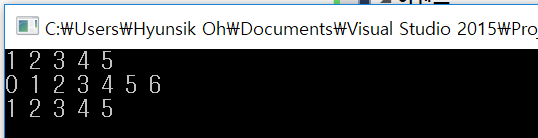 C:₩Users₩Hyunsik Oh₩Documents₩Visual Studio 2015₩Pro
1 2 3 4 5
0 1 2 3 4 5 6
1 2 3 4 5